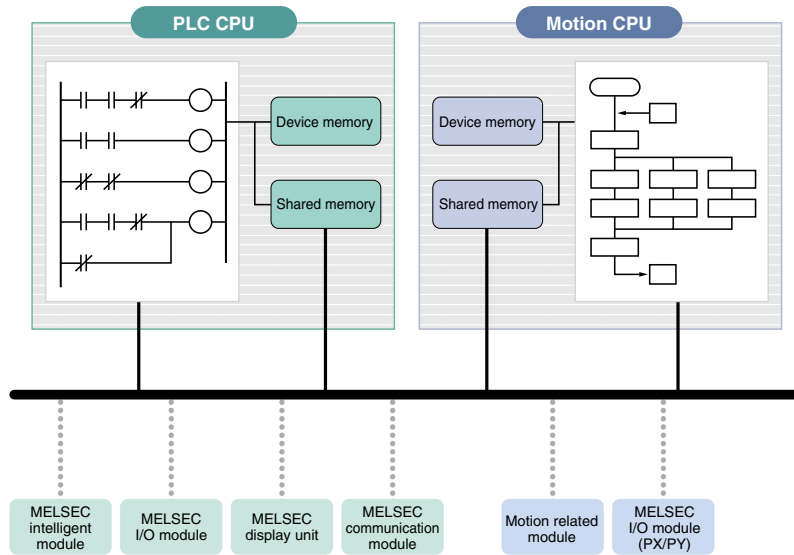 PLC CPU
Motion CPU
Device memory
Shared memory
Device memory
Shared memory
MELSEC
intelligent
module
MELSEC
I/O module
MELSEC
display unit
MELSEC
communication
module
Motion related
module
MELSEC
I/O module
(PX/PY)